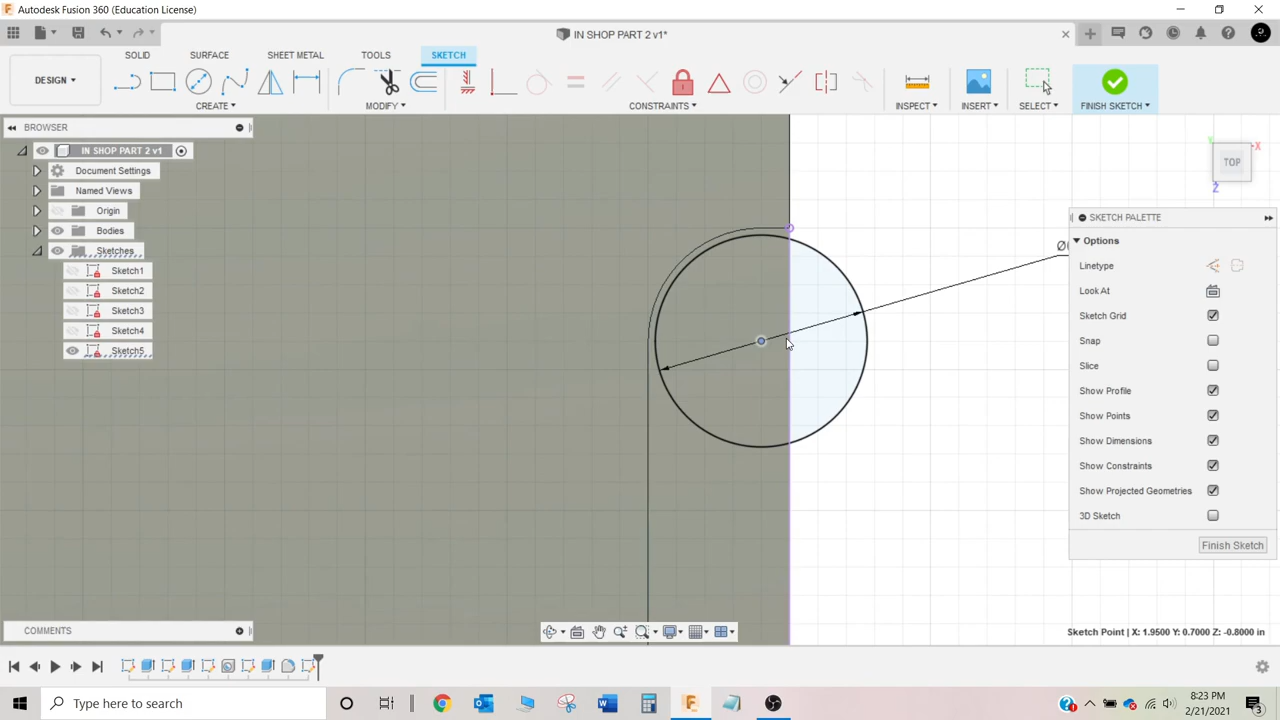 Autodesk Fusion 360 (Education License)
IN SHOP PART 2 v1*
DESIGN
SOLID SURFACE SHEET METAL TOOLS SKETCH
CREATE MODIFY CONSTRAINTS INSPECT INSERT SELECT FINISH SKETCH
BROWSER
IN SHOP PART 2 v1
Document Settings
Named Views
Origin
Bodies
Sketches
Sketch1
Sketch2
Sketch3
Sketch4
Sketch5
TOP
X
Y
Z
Ø
SKETCH PALETTE
Options
Linetype
Look At
Sketch Grid
Snap
Slice
Show Profile
Show Points
Show Dimensions
Show Constraints
Show Projected Geometries
3D Sketch
Finish Sketch
COMMENTS
Sketch Point | X: 1.9500 Y: 0.7000 Z: -0.8000 in
Type here to search
8:23 PM
2/21/2021
3